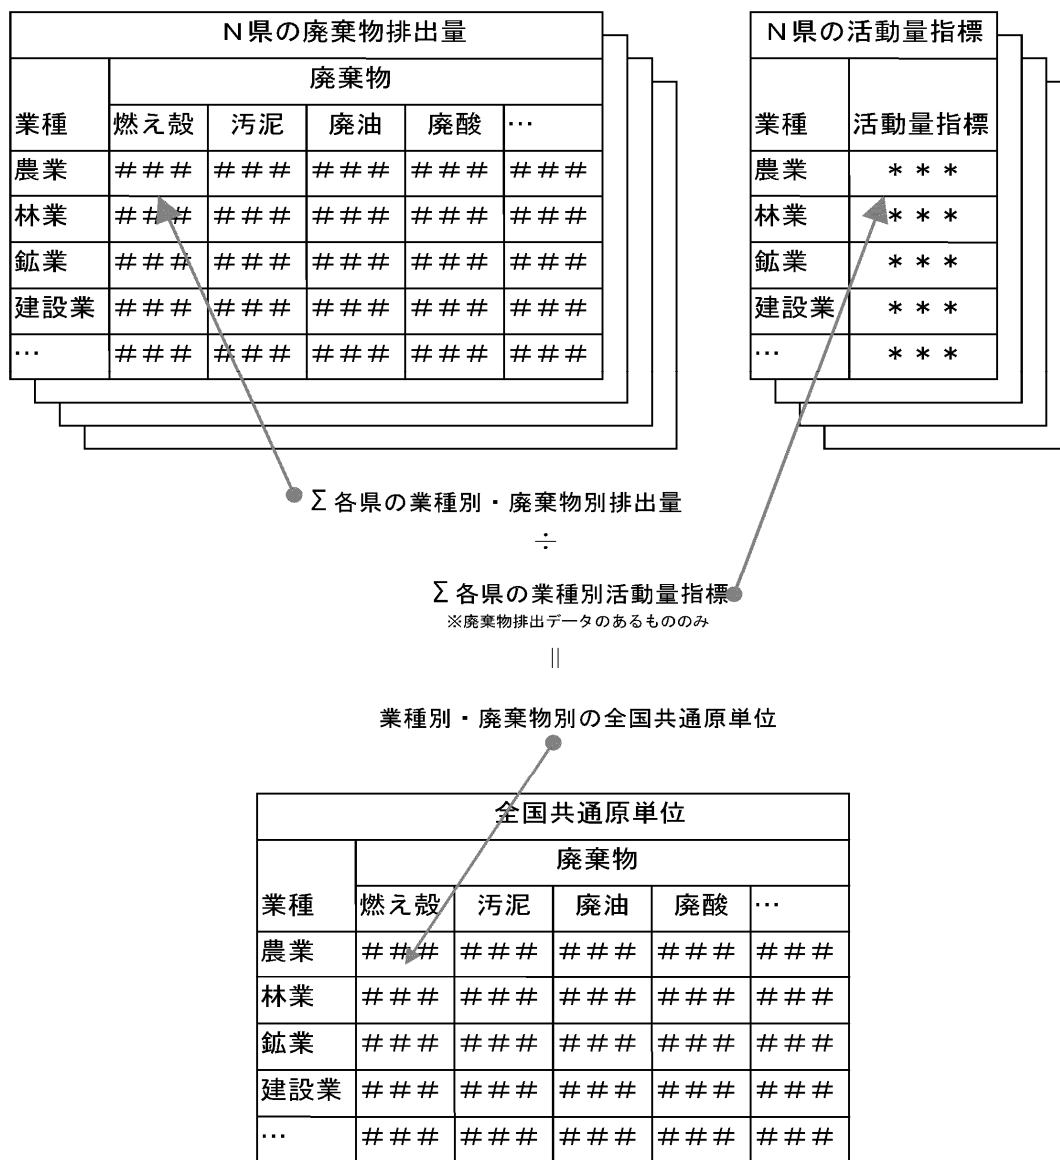 N県の廃棄物排出量
廃棄物
業種 燃え殻 汚泥 廃油 廃酸 …
農業 ### ### ### ### ###
林業 ### ### ### ### ###
鉱業 ### ### ### ### ###
建設業 ### ### ### ### ###
… ### ### ### ### ###
N県の活動量指標
業種 活動量指標
農業 ***
林業 ***
鉱業 ***
建設業 ***
… ***
Σ各県の業種別・廃棄物別排出量
÷
Σ各県の業種別活動量指標
※廃棄物排出データのあるもののみ
||
業種別・廃棄物別の全国共通原単位
全国共通原単位
廃棄物
業種 燃え殻 汚泥 廃油 廃酸 …
農業 ### ### ### ### ###
林業 ### ### ### ### ###
鉱業 ### ### ### ### ###
建設業 ### ### ### ### ###
… ### ### ### ### ###